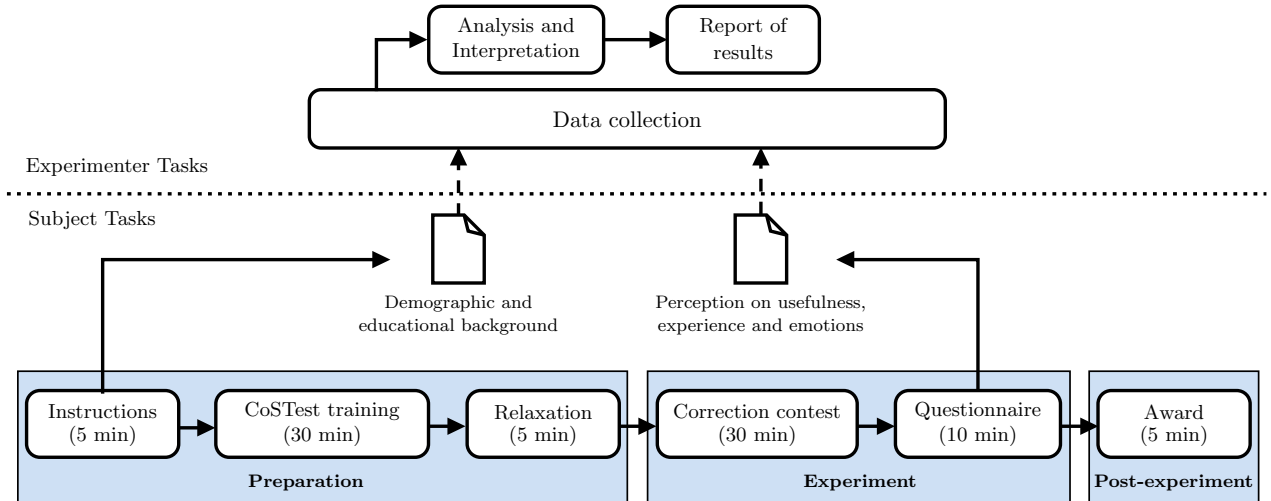 Analysis and
Interpretation
Report of
results
Data collection
Experimenter Tasks
Subject Tasks
Demographic and
educational background
Perception on usefulness,
experience and emotions
Instructions
(5 min)
CoSTest training
(30 min)
Relaxation
(5 min)
Correction contest
(30 min)
Questionnaire
(10 min)
Award
(5 min)
Preparation
Experiment
Post-experiment